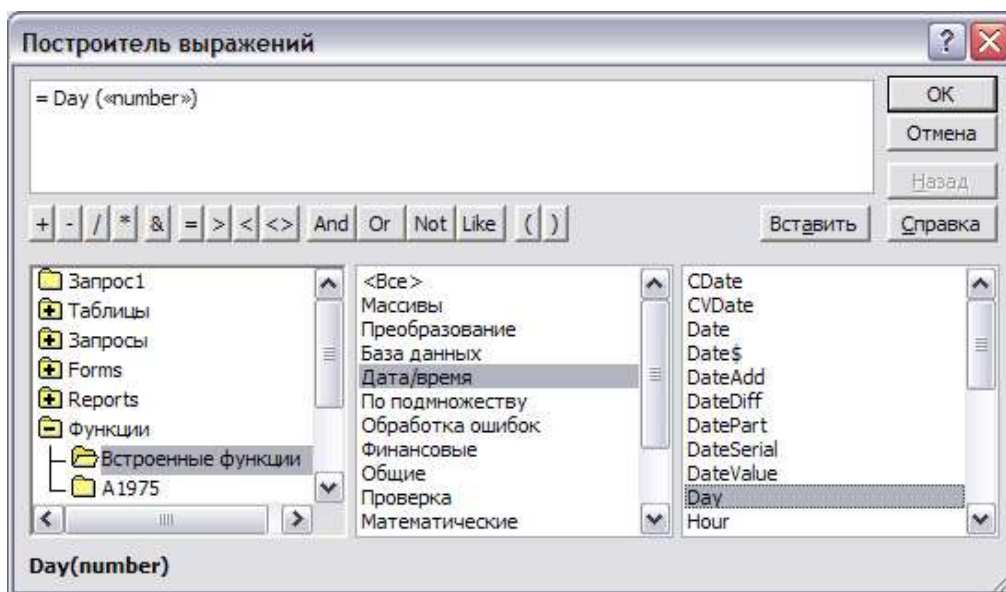 Построитель выражений
?
= Day («number»)
OK
Отмена
Назад
+ - / * & = > < <> And Or Not Like ( ) Вставить Справка
Запрос1
Таблицы
Запросы
Forms
Reports
Функции
Встроенные функции
A1975
<Все>
Массивы
Преобразование
База данных
Дата/время
По подмножеству
Обработка ошибок
Финансовые
Общие
Проверка
Математические
CDate
CVDate
Date
Date$
DateAdd
DateDiff
DatePart
DateSerial
DateValue
Day
Hour
Day(number)